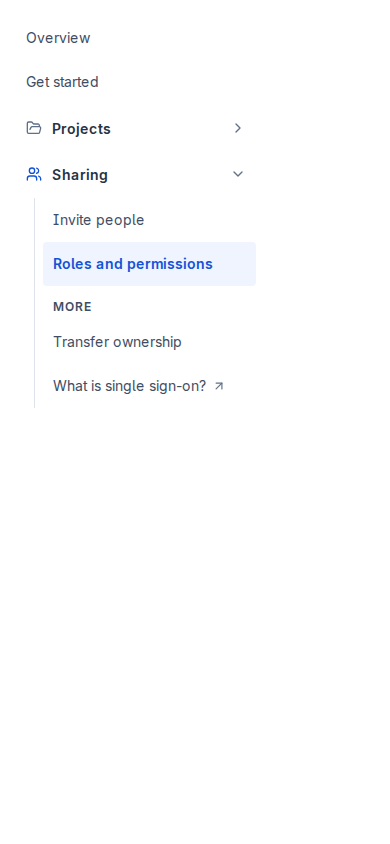 Overview
Get started
Projects
Sharing
Invite people
Roles and permissions
MORE
Transfer ownership
What is single sign-on?